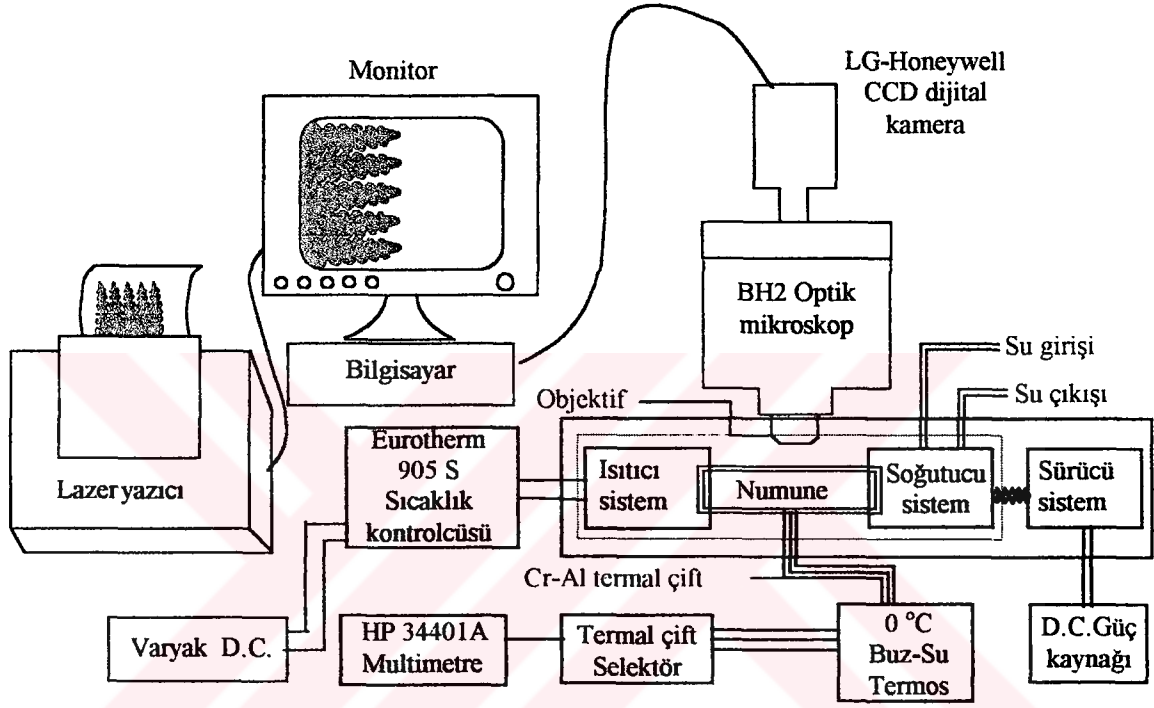 Monitor
LG-Honeywell
CCD dijital
kamera
BH2 Optik
mikroskop
Bilgisayar
Su girişi
Su çıkışı
Objektif
Lazer yazıcı
Eurotherm
905 S
Sıcaklık
kontrolcüsü
Isıtıcı
sistem
Numune
Soğutucu
sistem
Sürücü
sistem
Cr-Al termal çift
Varyak D.C.
HP 34401A
Multimetre
Termal çift
Selektör
0 °C
Buz-Su
Termos
D.C.Güç
kaynağı